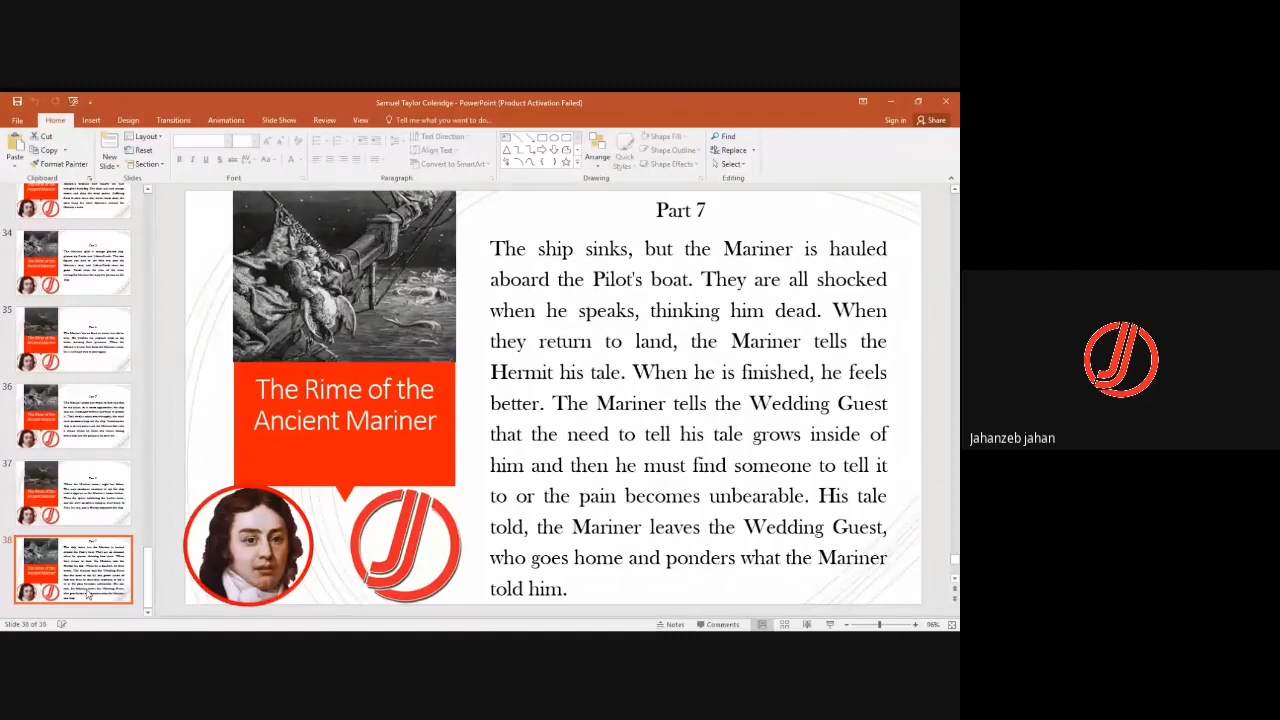 Samuel Taylor Coleridge - PowerPoint (Product Activation Failed)
File Home Insert Design Transitions Animations Slide Show Review View Tell me what you want to do... Sign in Share
Paste
Cut
Copy
Format Painter
Clipboard
New Slide
Layout
Reset
Section
Slides
Font
Text Direction
Align Text
Convert to SmartArt
Paragraph
Arrange
Quick Styles
Shape Fill
Shape Outline
Shape Effects
Drawing
Find
Replace
Select
Editing
34
35
36
37
38
The Rime of the
Ancient Mariner
Part 7
The ship sinks, but the Mariner is hauled
aboard the Pilot's boat. They are all shocked
when he speaks, thinking him dead. When
they return to land, the Mariner tells the
Hermit his tale. When he is finished, he feels
better. The Mariner tells the Wedding Guest
that the need to tell his tale grows inside of
him and then he must find someone to tell it
to or the pain becomes unbearable. His tale
told, the Mariner leaves the Wedding Guest,
who goes home and ponders what the Mariner
told him.
Slide 38 of 38
Notes Comments 96%
Jahanzeb jahan